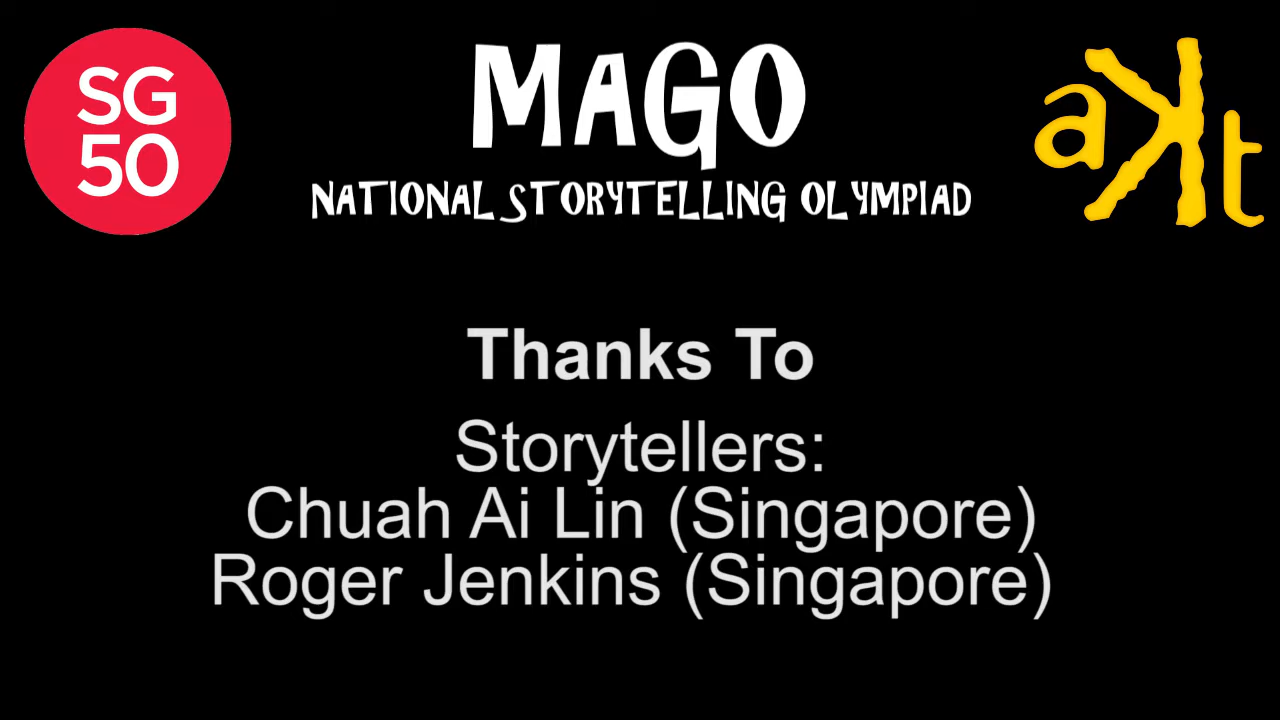 SG
50
MAGO
NATIONAL STORYTELLING OLYMPIAD
aKt
Thanks To
Storytellers:
Chuah Ai Lin (Singapore)
Roger Jenkins (Singapore)